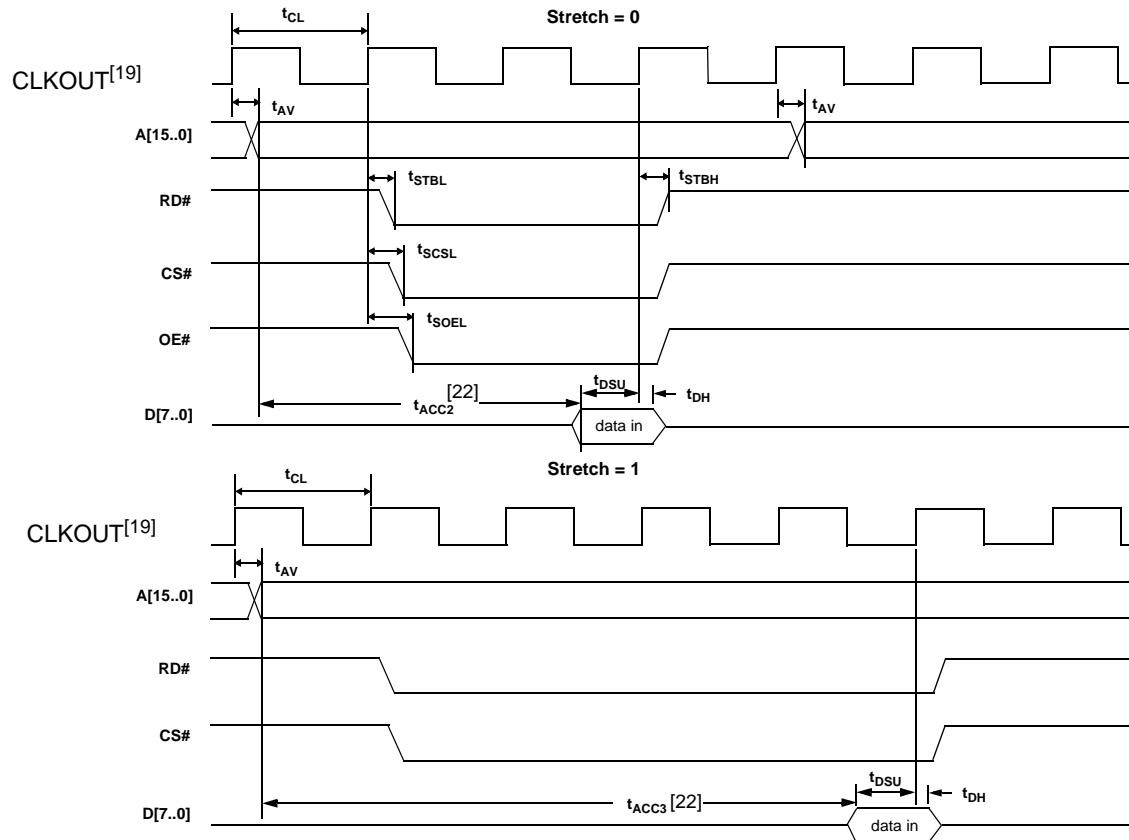 Stretch = 0
tCL
CLKOUT[19]
tAV
tAV
A[15..0]
tSTBL
tSTBH
RD#
tSCSL
CS#
tSOEL
OE#
[22]
tDSU
tACC2
tDH
D[7..0]
data in
Stretch = 1
tCL
CLKOUT[19]
tAV
A[15..0]
RD#
CS#
tDSU
tACC3 [22]
tDH
D[7..0]
data in